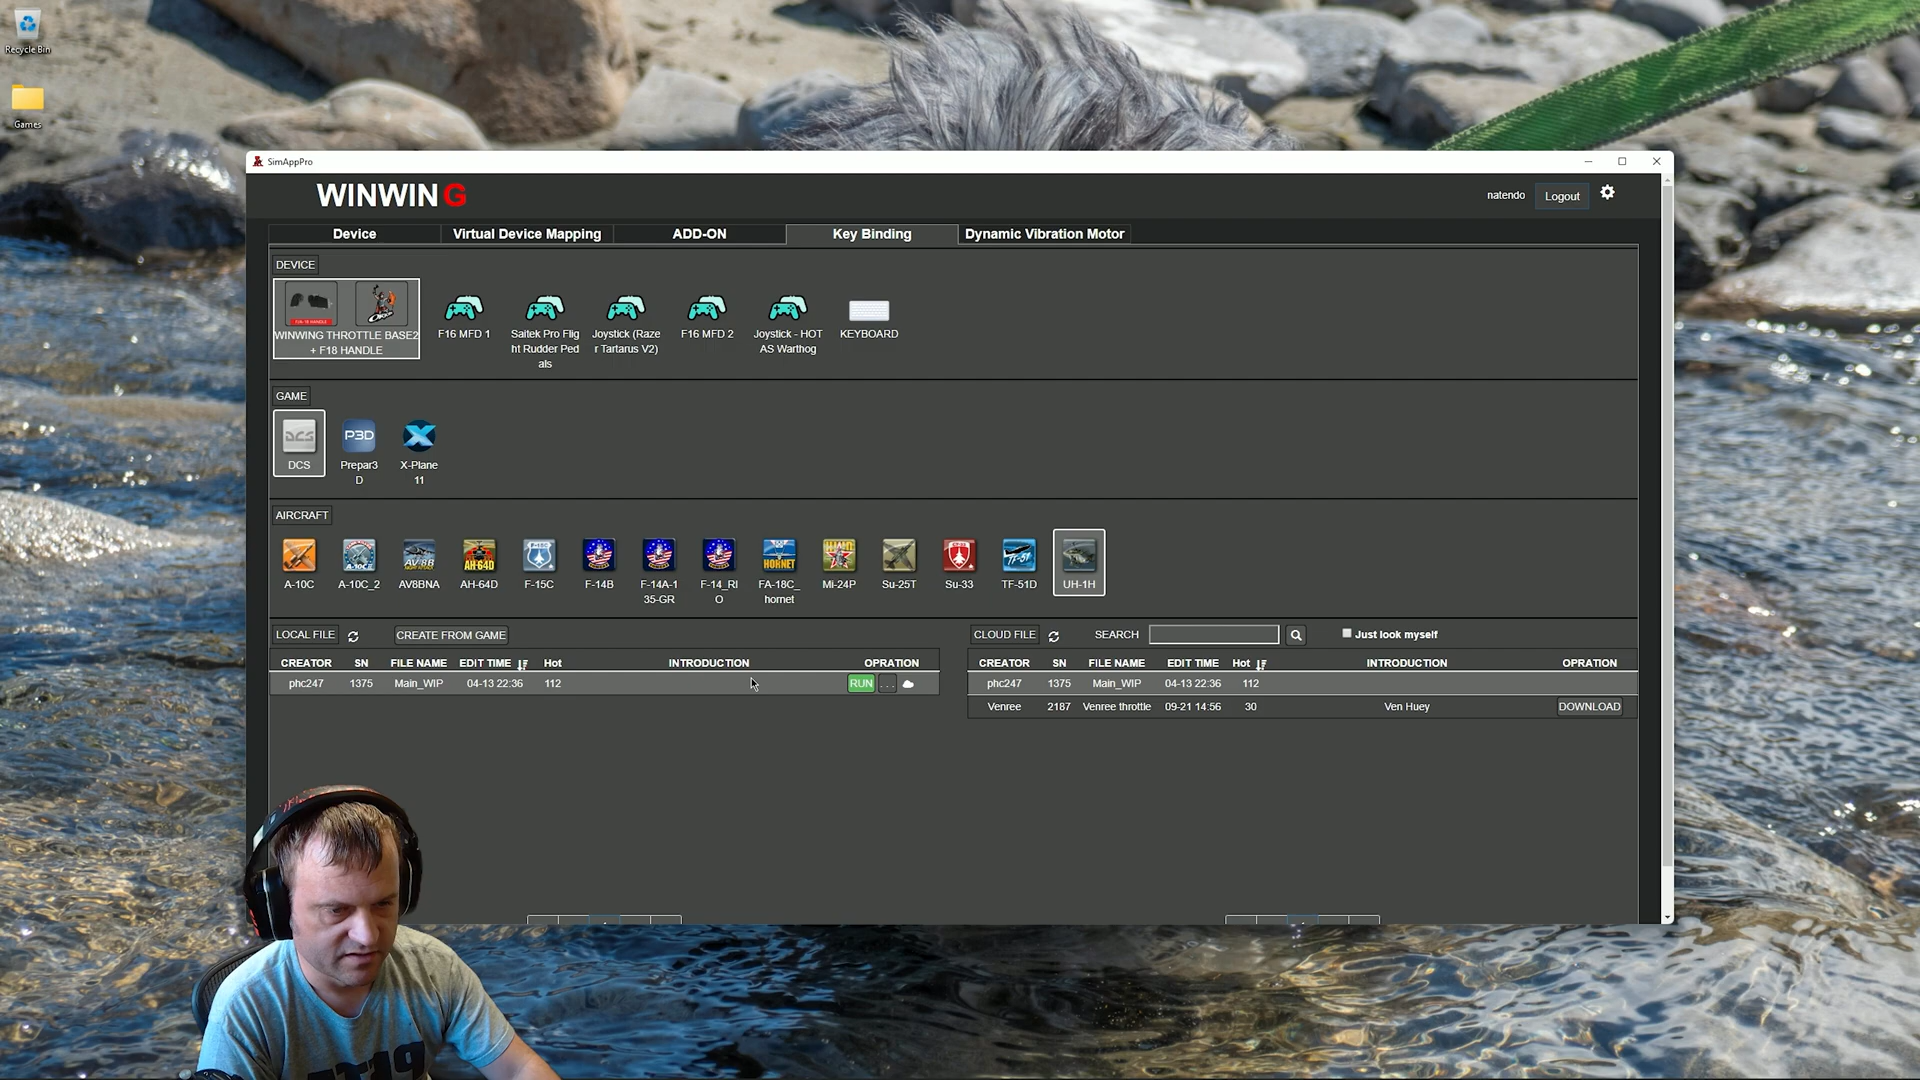 Recycle Bin
Games
SimAppPro
WINWING
natendo
Logout
Device
Virtual Device Mapping
ADD-ON
Key Binding
Dynamic Vibration Motor
DEVICE
WINWING THROTTLE BASE2
+ F18 HANDLE
F16 MFD 1
Saitek Pro Flig
ht Rudder Ped
als
Joystick (Raze
r Tartarus V2)
F16 MFD 2
Joystick - HOT
AS Warthog
KEYBOARD
GAME
DCS
DCS
P3D
Prepar3
D
X-Plane
11
AIRCRAFT
A-10C
A-10C_2
AV8BNA
AH-64D
F-15C
F-14B
F-14A-1
35-GR
F-14_RI
O
FA-18C_
hornet
Mi-24P
Su-25T
Su-33
TF-51D
UH-1H
LOCAL FILE
CREATE FROM GAME
CREATOR SN FILE NAME EDIT TIME Hot INTRODUCTION OPRATION
phc247 1375 Main_WIP 04-13 22:36 112 RUN ...
CLOUD FILE
SEARCH
Just look myself
CREATOR SN FILE NAME EDIT TIME Hot INTRODUCTION OPRATION
phc247 1375 Main_WIP 04-13 22:36 112
Venree 2187 Venree throttle 09-21 14:56 30 Ven Huey DOWNLOAD